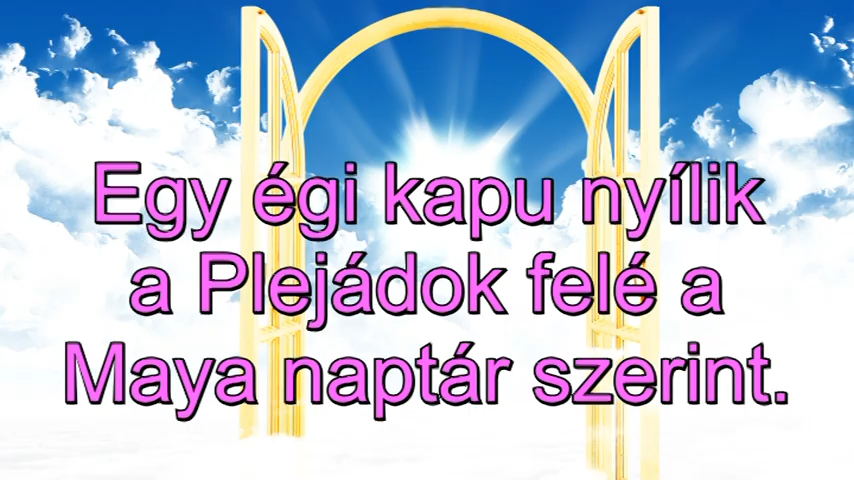 Egy égi kapu nyílik
a Plejádok felé a
Maya naptár szerint.